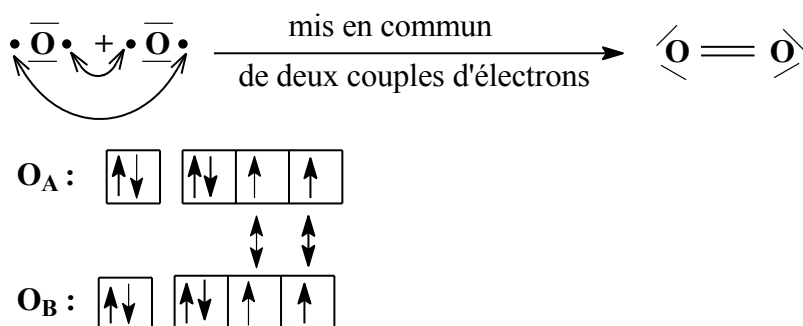 mis en commun
• O • + • O • O = O
de deux couples d'électrons
O_A :
O_B :